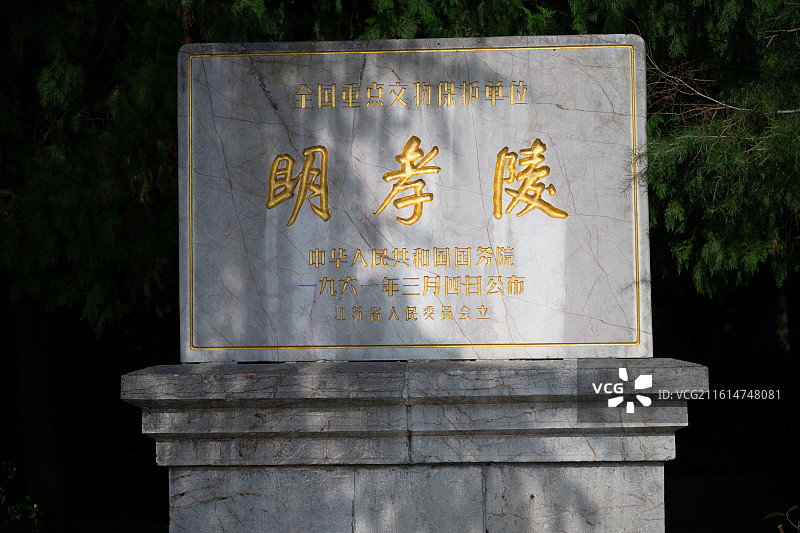 全国重点文物保护单位
明孝陵
中华人民共和国国务院
一九六一年三月四日公布
江苏省人民委员会立
VCG
ID:VCG211614748081